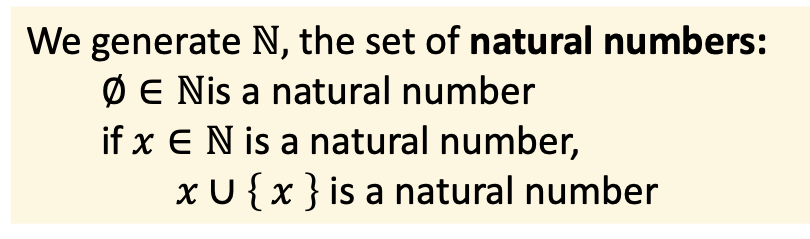 We generate ℕ, the set of natural numbers:
∅ ∈ ℕis a natural number
if 𝑥 ∈ ℕ is a natural number,
𝑥 ∪ { 𝑥 } is a natural number